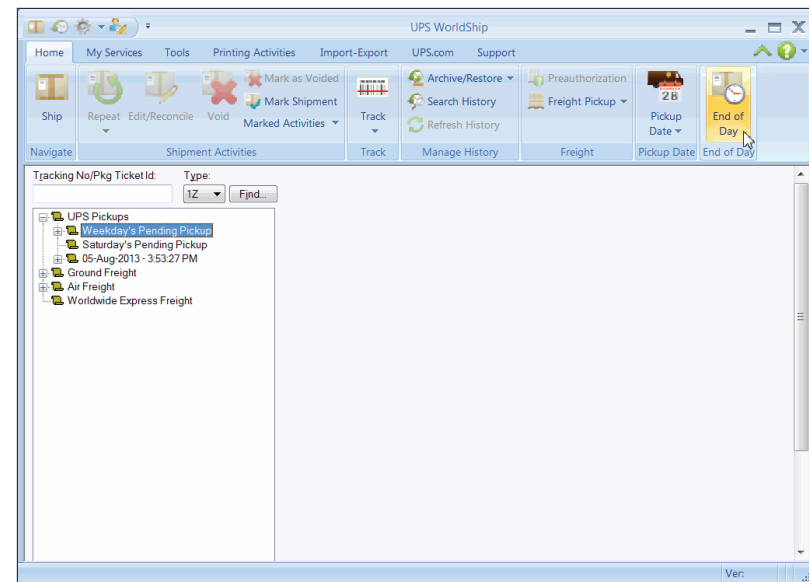 UPS WorldShip
Home My Services Tools Printing Activities Import-Export UPS.com Support
Ship
Repeat Edit/Reconcile Void
Mark as Voided
Mark Shipment
Marked Activities
Track
Archive/Restore
Search History
Refresh History
Preauthorization
Freight Pickup
28
Pickup
Date
End of
Day
Navigate Shipment Activities Track Manage History Freight Pickup Date End of Day
Tracking No/Pkg Ticket Id: Type:
1Z Find...
UPS Pickups
Weekday's Pending Pickup
Saturday's Pending Pickup
05-Aug-2013 - 3:53:27 PM
Ground Freight
Air Freight
Worldwide Express Freight
Ver: